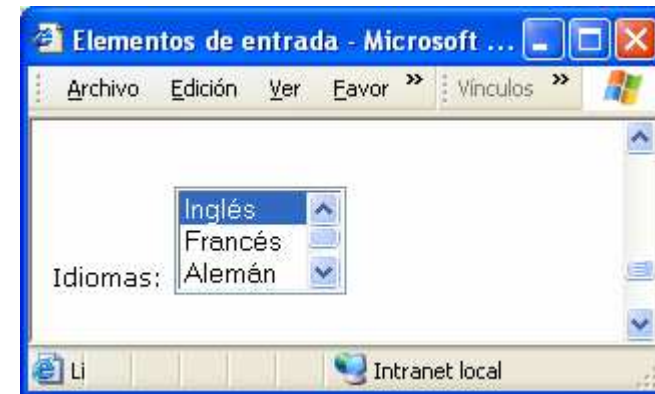 Elementos de entrada - Microsoft ...
Archivo Edición Ver Favor » Vínculos »
Inglés
Francés
Idiomas: Alemán
Li Intranet local